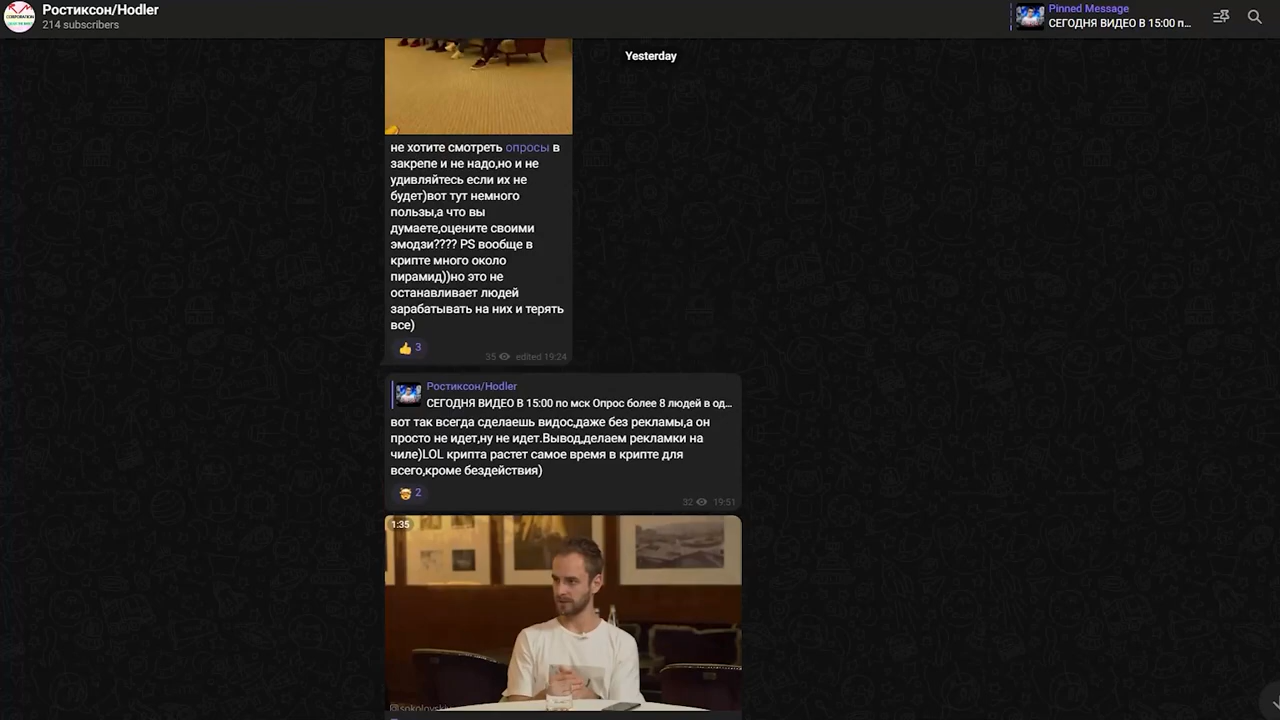 Ростиксон/Hodler
214 subscribers
Pinned Message
СЕГОДНЯ ВИДЕО В 15:00 п...
Yesterday
не хотите смотреть опросы в
закрепе и не надо,но и не
удивляйтесь если их не
будет)вот тут немного
пользы,а что вы
думаете,оцените своими
эмодзи???? PS вообще в
крипте много около
пирамид))но это не
останавливает людей
зарабатывать на них и терять
все)
3
35 edited 19:24
Ростиксон/Hodler
СЕГОДНЯ ВИДЕО В 15:00 по мск Опрос более 8 людей в од...
вот так всегда сделаешь видос,даже без рекламы,а он
просто не идет,ну не идет.Вывод,делаем рекламки на
чиле)LOL крипта растет самое время в крипте для
всего,кроме бездействия)
2
32 19:51
1:35